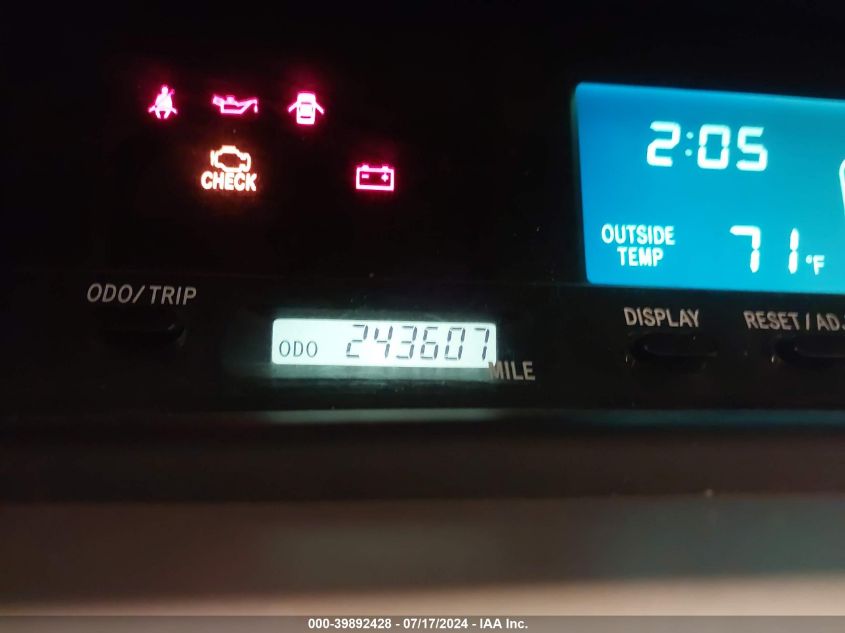 2:05
CHECK
OUTSIDE
TEMP
71°F
ODO/TRIP
DISPLAY
RESET / ADJ
ODO 243607
MILE
000-39892428 - 07/17/2024 - IAA Inc.